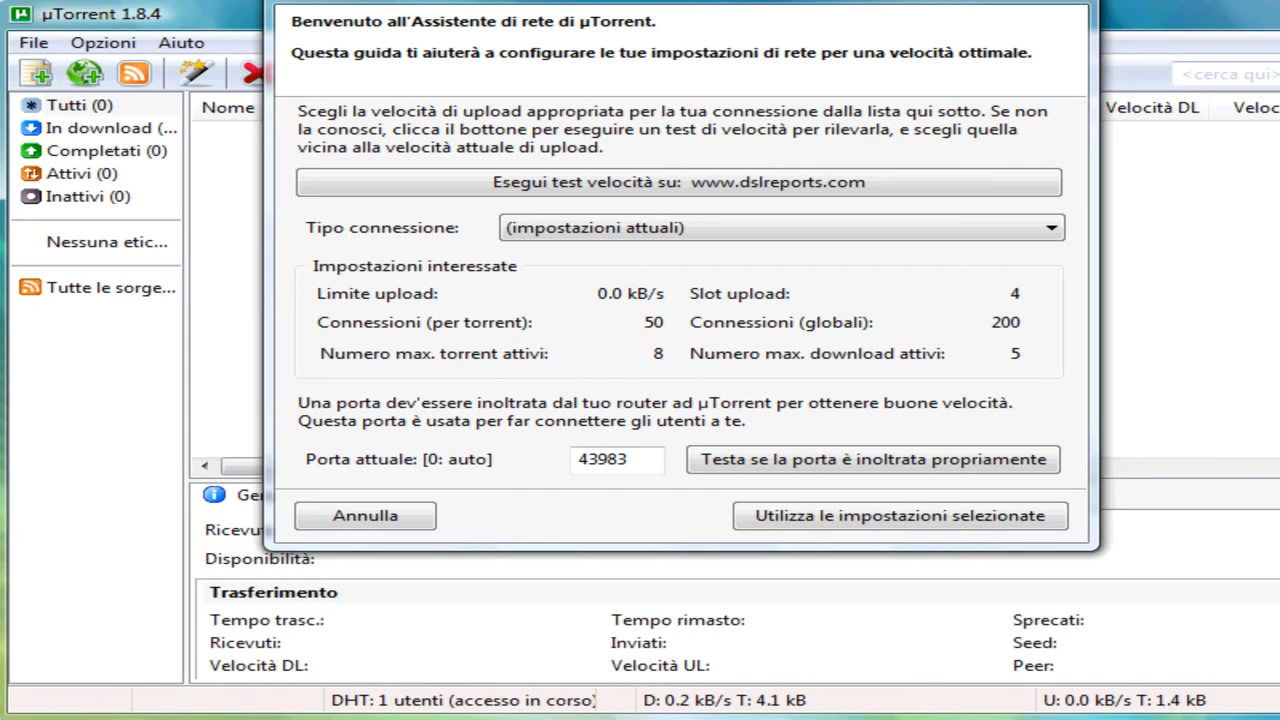 µTorrent 1.8.4
File Opzioni Aiuto
<cerca qui>
Tutti (0)
In download (...
Completati (0)
Attivi (0)
Inattivi (0)
Nessuna etic...
Tutte le sorge...
Nome
Velocità DL
Veloc
Benvenuto all'Assistente di rete di µTorrent.
Questa guida ti aiuterà a configurare le tue impostazioni di rete per una velocità ottimale.
Scegli la velocità di upload appropriata per la tua connessione dalla lista qui sotto. Se non
la conosci, clicca il bottone per eseguire un test di velocità per rilevarla, e scegli quella
vicina alla velocità attuale di upload.
Esegui test velocità su: www.dslreports.com
Tipo connessione: (impostazioni attuali)
Impostazioni interessate
Limite upload: 0.0 kB/s Slot upload: 4
Connessioni (per torrent): 50 Connessioni (globali): 200
Numero max. torrent attivi: 8 Numero max. download attivi: 5
Una porta dev'essere inoltrata dal tuo router ad µTorrent per ottenere buone velocità.
Questa porta è usata per far connettere gli utenti a te.
Porta attuale: [0: auto] 43983 Testa se la porta è inoltrata propriamente
Annulla Utilizza le impostazioni selezionate
Ge
Ricevu
Disponibilità:
Trasferimento
Tempo trasc.: Tempo rimasto: Sprecati:
Ricevuti: Inviati: Seed:
Velocità DL: Velocità UL: Peer:
DHT: 1 utenti (accesso in corso) D: 0.2 kB/s T: 4.1 kB U: 0.0 kB/s T: 1.4 kB